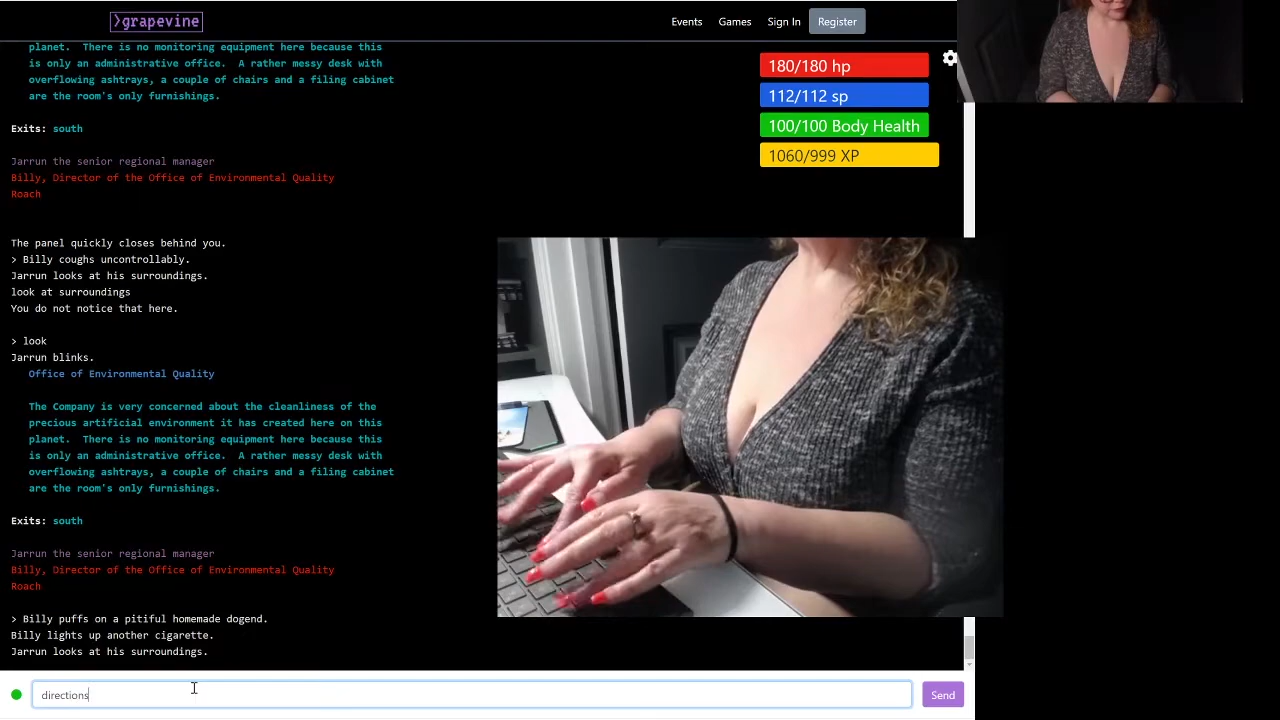 >grapevine
Events Games Sign In Register
180/180 hp
112/112 sp
100/100 Body Health
1060/999 XP
planet. There is no monitoring equipment here because this
is only an administrative office. A rather messy desk with
overflowing ashtrays, a couple of chairs and a filing cabinet
are the room's only furnishings.
Exits: south
Jarrun the senior regional manager
Billy, Director of the Office of Environmental Quality
Roach
The panel quickly closes behind you.
> Billy coughs uncontrollably.
Jarrun looks at his surroundings.
look at surroundings
You do not notice that here.
> look
Jarrun blinks.
Office of Environmental Quality
The Company is very concerned about the cleanliness of the
precious artificial environment it has created here on this
planet. There is no monitoring equipment here because this
is only an administrative office. A rather messy desk with
overflowing ashtrays, a couple of chairs and a filing cabinet
are the room's only furnishings.
Exits: south
Jarrun the senior regional manager
Billy, Director of the Office of Environmental Quality
Roach
> Billy puffs on a pitiful homemade dogend.
Billy lights up another cigarette.
Jarrun looks at his surroundings.
directions
Send